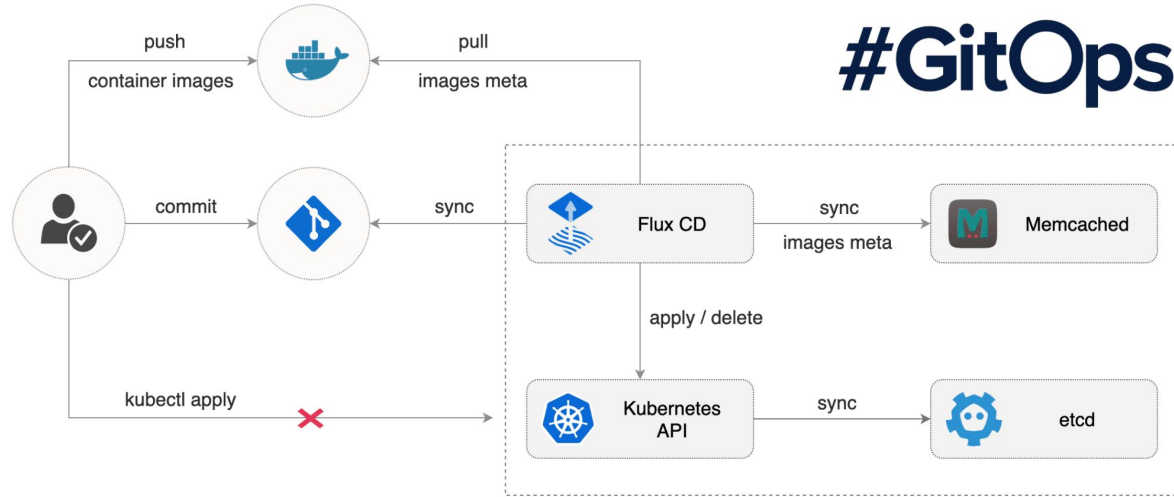 #GitOps
push
container images
pull
images meta
commit
sync
Flux CD
sync
images meta
Memcached
apply / delete
kubectl apply
Kubernetes
API
sync
etcd